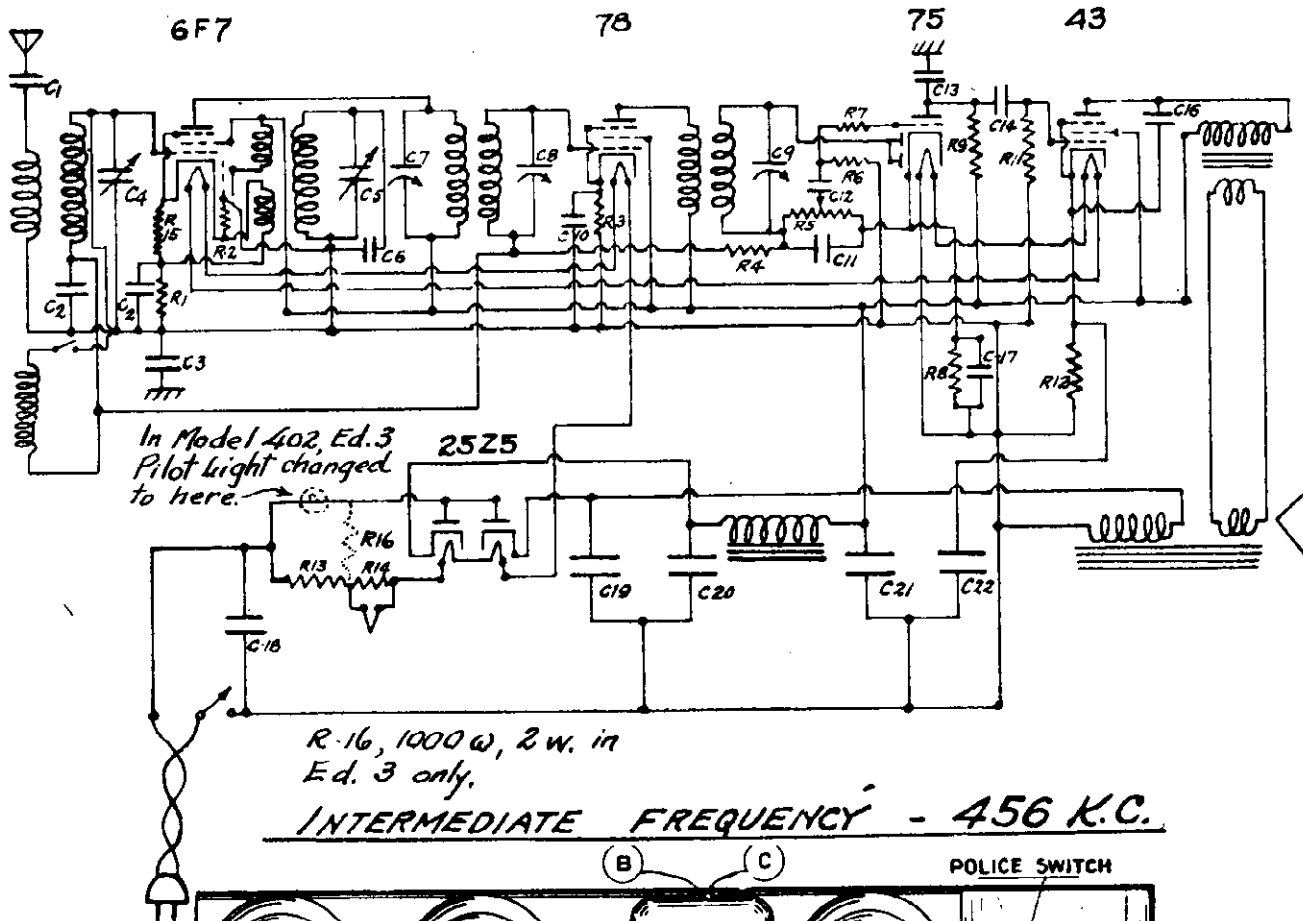 6F7
78
75
43
C1
C13
C14
C16
R7
R9
R11
C4
C7
C8
C9
C5
R6
C12
R15
R2
C6
C10
R3
R5
R4
C11
C2
C2
R1
C3
R8
C17
R12
In Model 402, Ed. 3
Pilot Light changed
to here.
25Z5
R16
R13
R14
C19
C20
C21
C22
C-18
R-16, 1000 ω, 2 w. in
Ed. 3 only.
INTERMEDIATE FREQUENCY - 456 K.C.
B
C
POLICE SWITCH